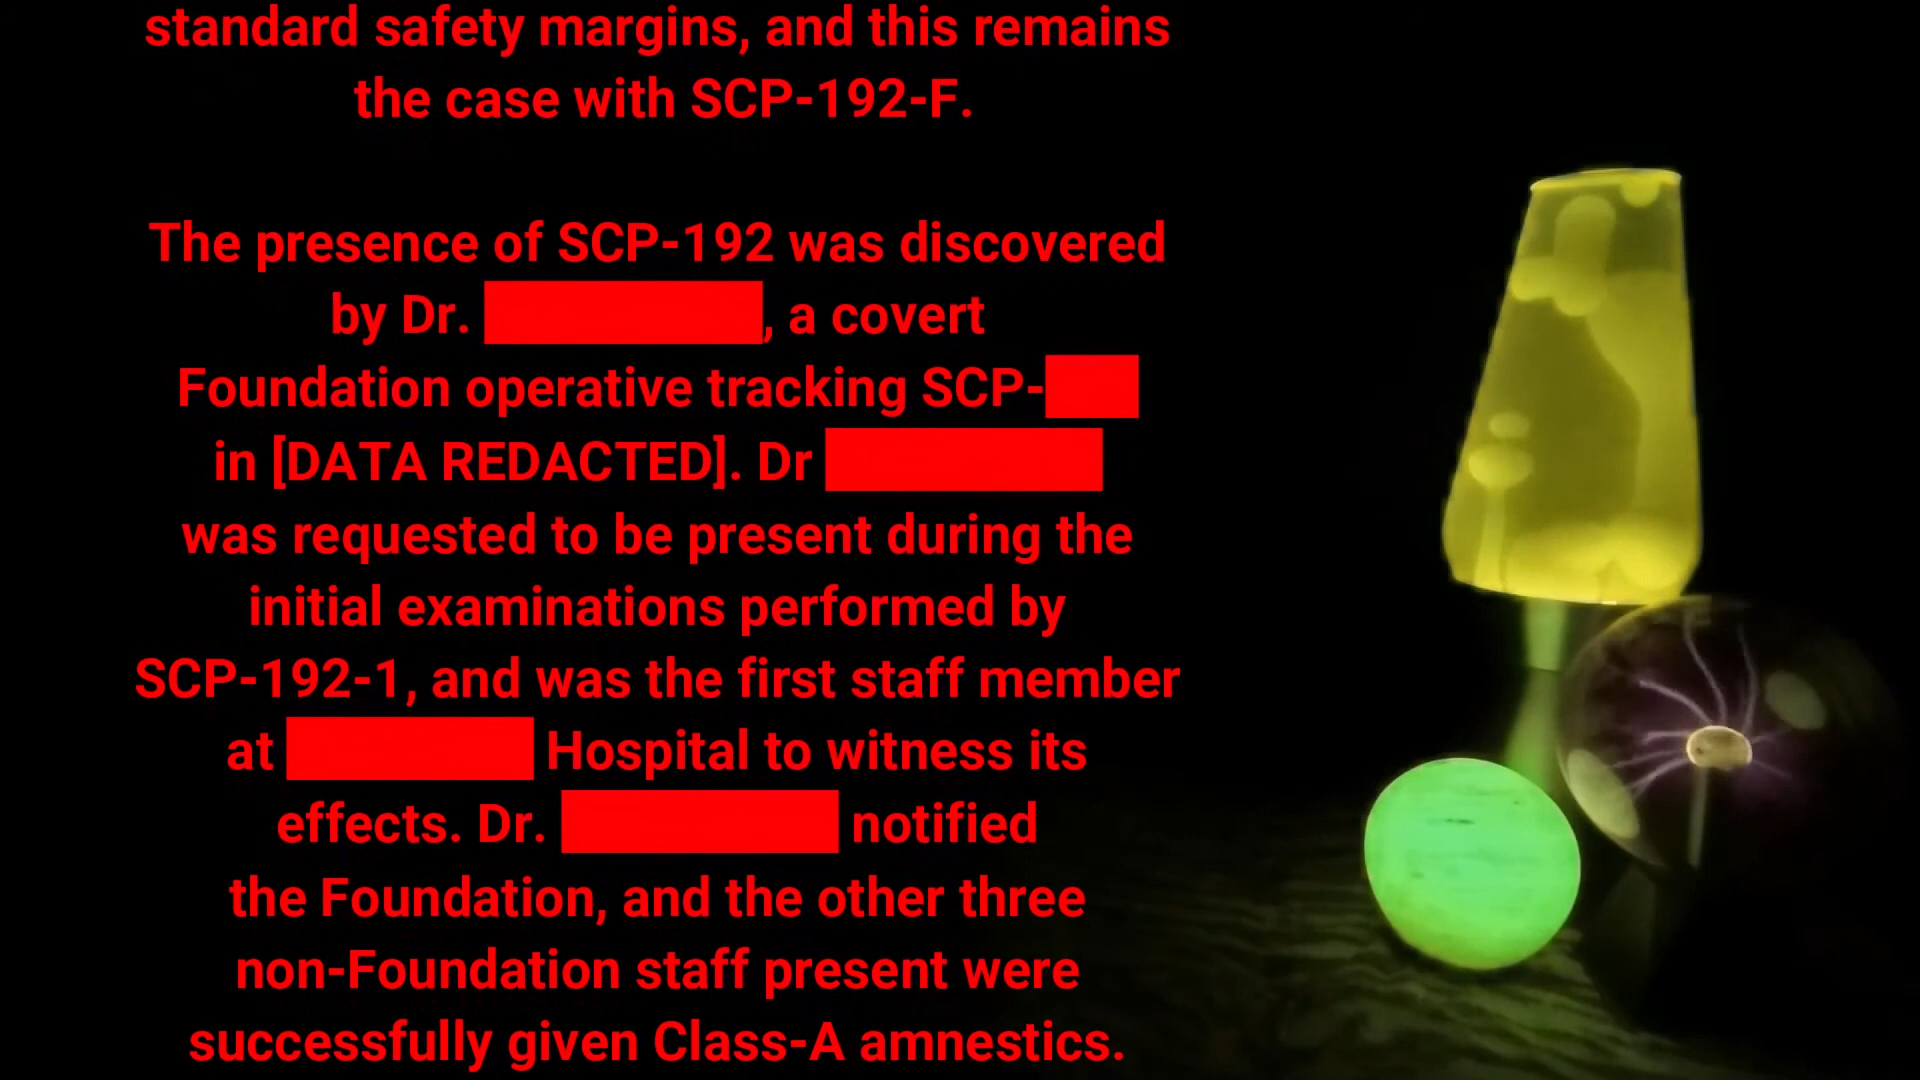 standard safety margins, and this remains
the case with SCP-192-F.
The presence of SCP-192 was discovered
by Dr. ████████, a covert
Foundation operative tracking SCP-███
in [DATA REDACTED]. Dr ████████
was requested to be present during the
initial examinations performed by
SCP-192-1, and was the first staff member
at ███████ Hospital to witness its
effects. Dr. ████████ notified
the Foundation, and the other three
non-Foundation staff present were
successfully given Class-A amnestics.